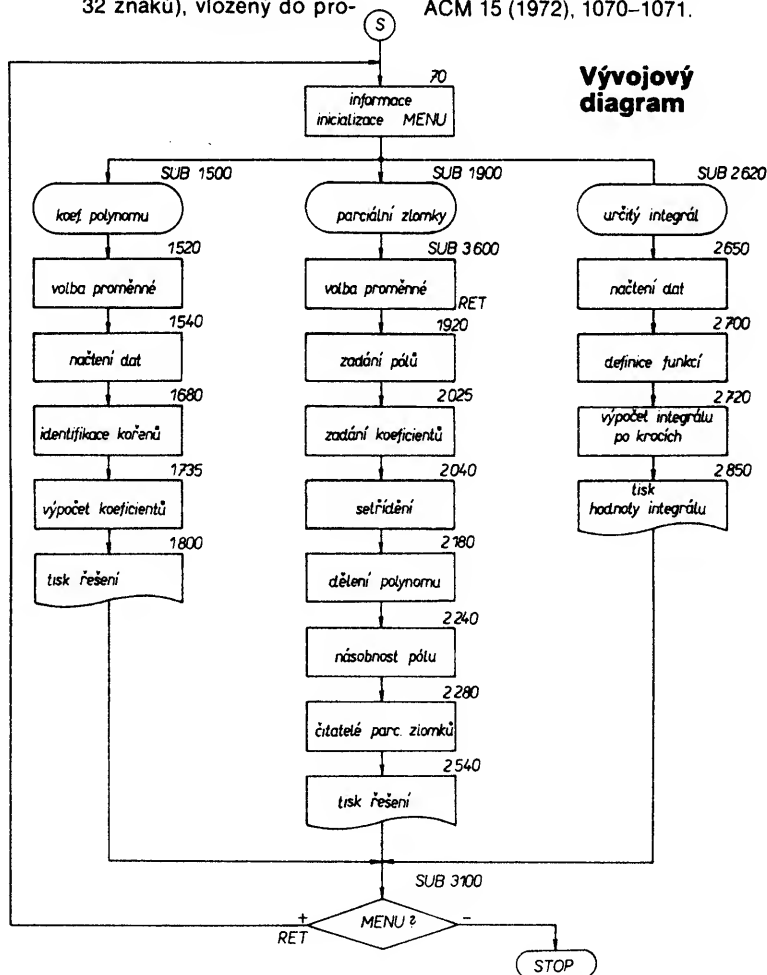 32 znaků), vložený do pro-
ACM 15 (1972), 1070–1071.
S
Vývojový
diagram
70
informace
inicializace MENU
SUB 1500
SUB 1900
SUB 2620
koef. polynomu
parciální zlomky
určitý integrál
1520
SUB 3600
2650
volba proměnné
volba proměnné
načtení dat
RET
1540
1920
2700
načtení dat
zadání pólů
definice funkcí
1680
2025
2720
identifikace kořenů
zadání koeficientů
výpočet integrálu
po krocích
1735
2040
2850
výpočet koeficientů
setřídění
tisk
hodnoty integrálu
1800
2180
tisk řešení
dělení polynomu
2240
násobnost pólu
2280
čitatelé parc. zlomků
2540
tisk řešení
SUB 3100
+
MENU?
-
RET
STOP